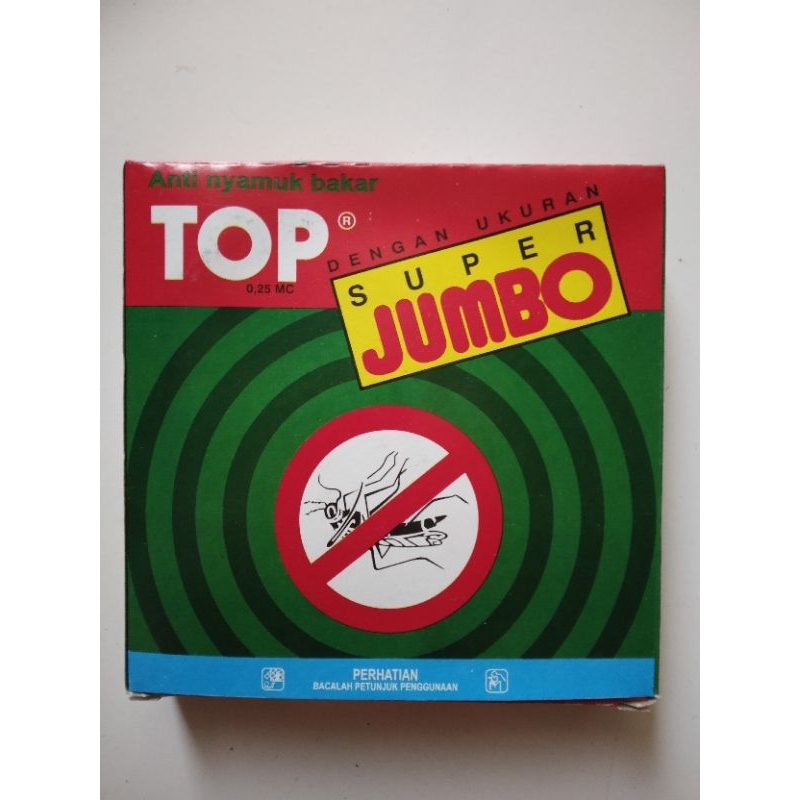 Anti nyamuk bakar
TOP®
0,25 MC
DENGAN UKURAN
SUPER
JUMBO
PERHATIAN
BACALAH PETUNJUK PENGGUNAAN